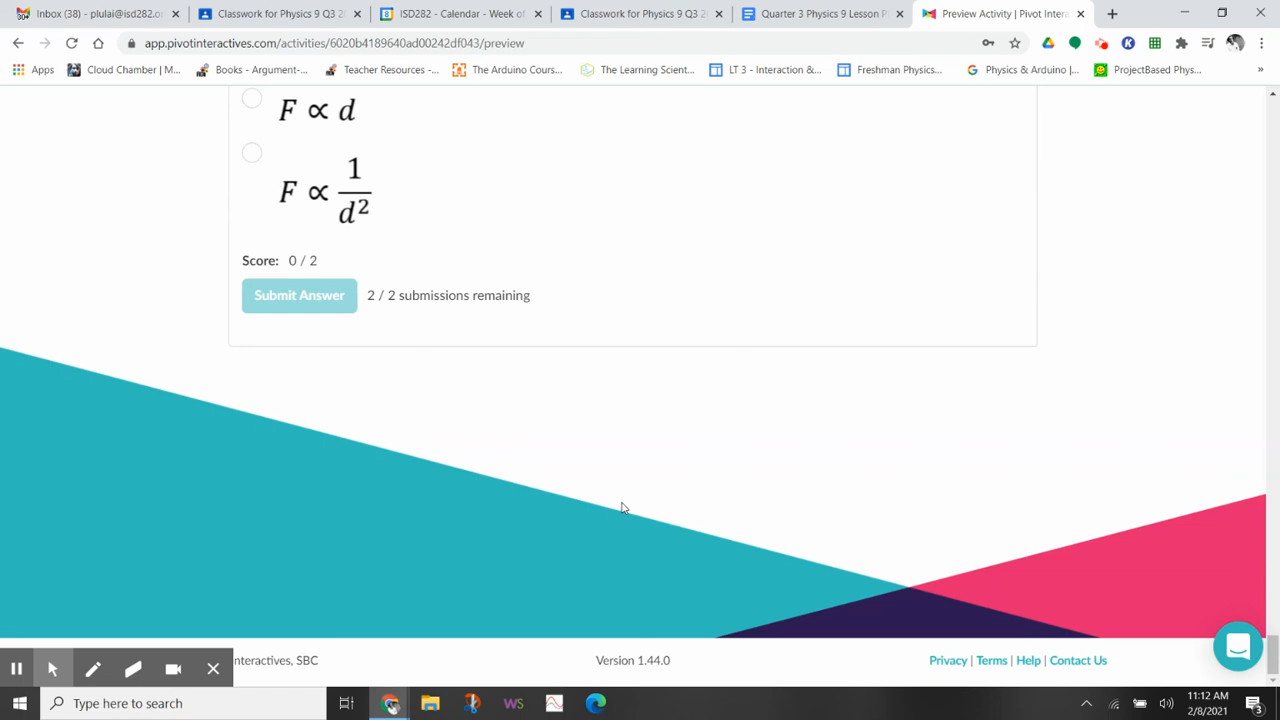 Inbox (38) - plulai@isd282.or
Classwork for Physics 9 Q3 2
ISD282 - Calendar - Week of
Classwork for Physics 9 Q3 2
Quarter 3 Physics 9 Lesson P
Preview Activity | Pivot Intera
app.pivotinteractives.com/activities/6020b4189640ad00242df043/preview
Apps
Cloud Chamber | M...
Books - Argument-...
Teacher Resources -...
The Arduino Cours...
The Learning Scient...
LT 3 - Interaction &...
Freshman Physics...
Physics & Arduino |...
ProjectBased Phys...
»
F ∝ d
F ∝ 1/d²
Score: 0 / 2
Submit Answer 2 / 2 submissions remaining
nteractives, SBC
Version 1.44.0
Privacy | Terms | Help | Contact Us
Type here to search
WS
11:12 AM
2/8/2021
3